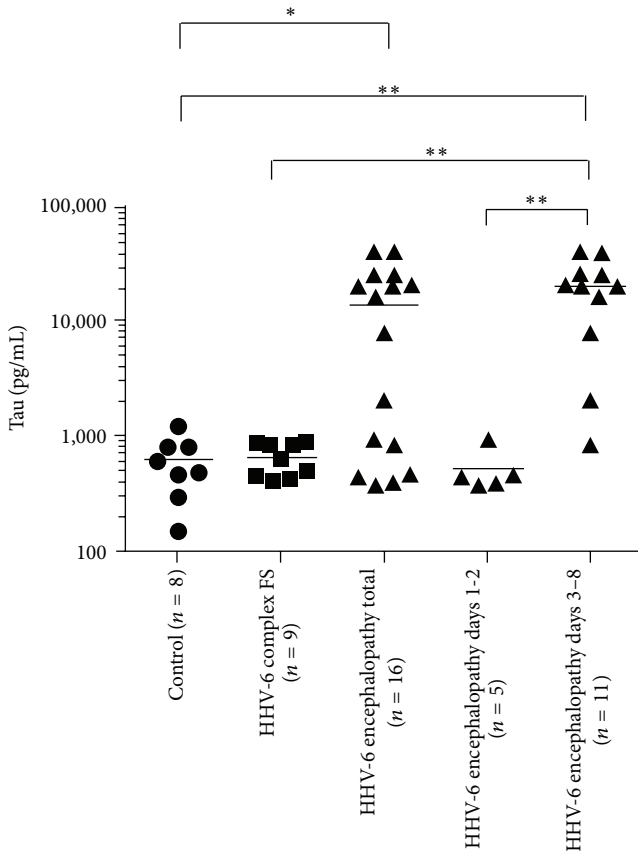 *
**
**
**
100,000
10,000
1,000
100
Tau (pg/mL)
Control (n = 8)
HHV-6 complex FS
(n = 9)
HHV-6 encephalopathy total
(n = 16)
HHV-6 encephalopathy days 1-2
(n = 5)
HHV-6 encephalopathy days 3–8
(n = 11)